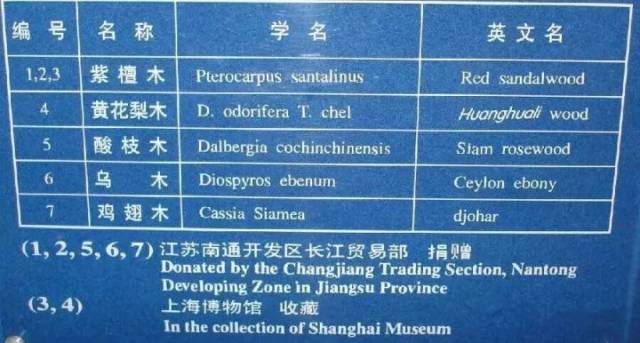 编 号 名 称 学 名 英 文 名
1,2,3 紫 檀 木 Pterocarpus santalinus Red sandalwood
4 黄花梨木 D. odorifera T. chel Huanghuali wood
5 酸 枝 木 Dalbergia cochinchinensis Siam rosewood
6 乌 木 Diospyros ebenum Ceylon ebony
7 鸡 翅 木 Cassia Siamea djohar
(1, 2, 5, 6, 7) 江苏南通开发区长江贸易部 捐赠
Donated by the Changjiang Trading Section, Nantong
Developing Zone in Jiangsu Province
(3, 4) 上海博物馆 收藏
In the collection of Shanghai Museum